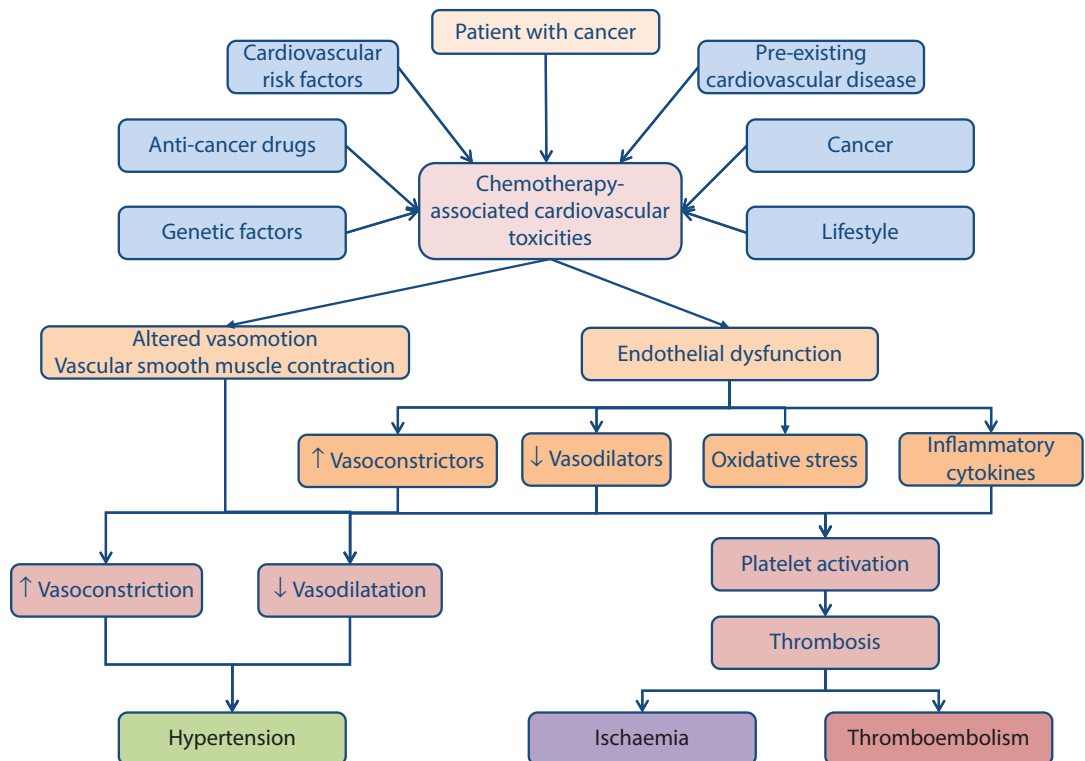 Patient with cancer
Cardiovascular
risk factors
Pre-existing
cardiovascular disease
Anti-cancer drugs
Cancer
Chemotherapy-
associated cardiovascular
toxicities
Genetic factors
Lifestyle
Altered vasomotion
Vascular smooth muscle contraction
Endothelial dysfunction
↑ Vasoconstrictors
↓ Vasodilators
Oxidative stress
Inflammatory
cytokines
↑ Vasoconstriction
↓ Vasodilatation
Platelet activation
Thrombosis
Hypertension
Ischaemia
Thromboembolism